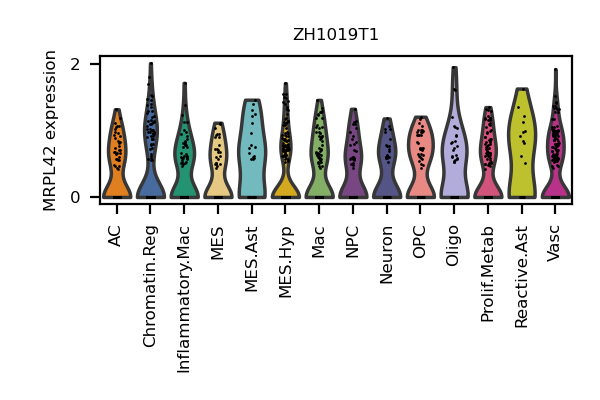 ZH1019T1
MRPL42 expression
2
0
AC
Chromatin.Reg
Inflammatory.Mac
MES
MES.Ast
MES.Hyp
Mac
NPC
Neuron
OPC
Oligo
Prolif.Metab
Reactive.Ast
Vasc